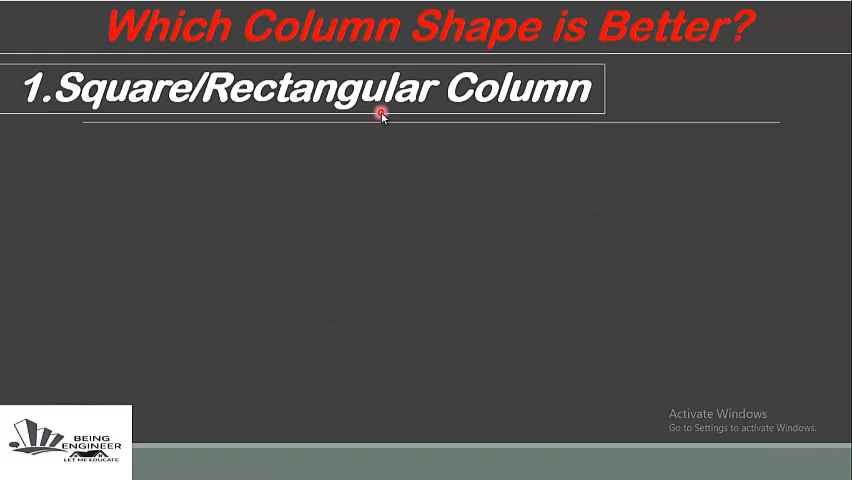 Which Column Shape is Better?
1.Square/Rectangular Column
Activate Windows
Go to Settings to activate Windows.
BEING
ENGINEER
LET ME EDUCATE